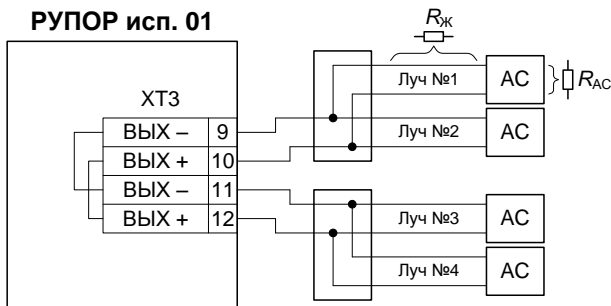 РУПОР исп. 01
Rж
Луч №1
АС
RАС
XT3
ВЫХ – 9
Луч №2
АС
ВЫХ + 10
ВЫХ – 11
ВЫХ + 12
Луч №3
АС
Луч №4
АС